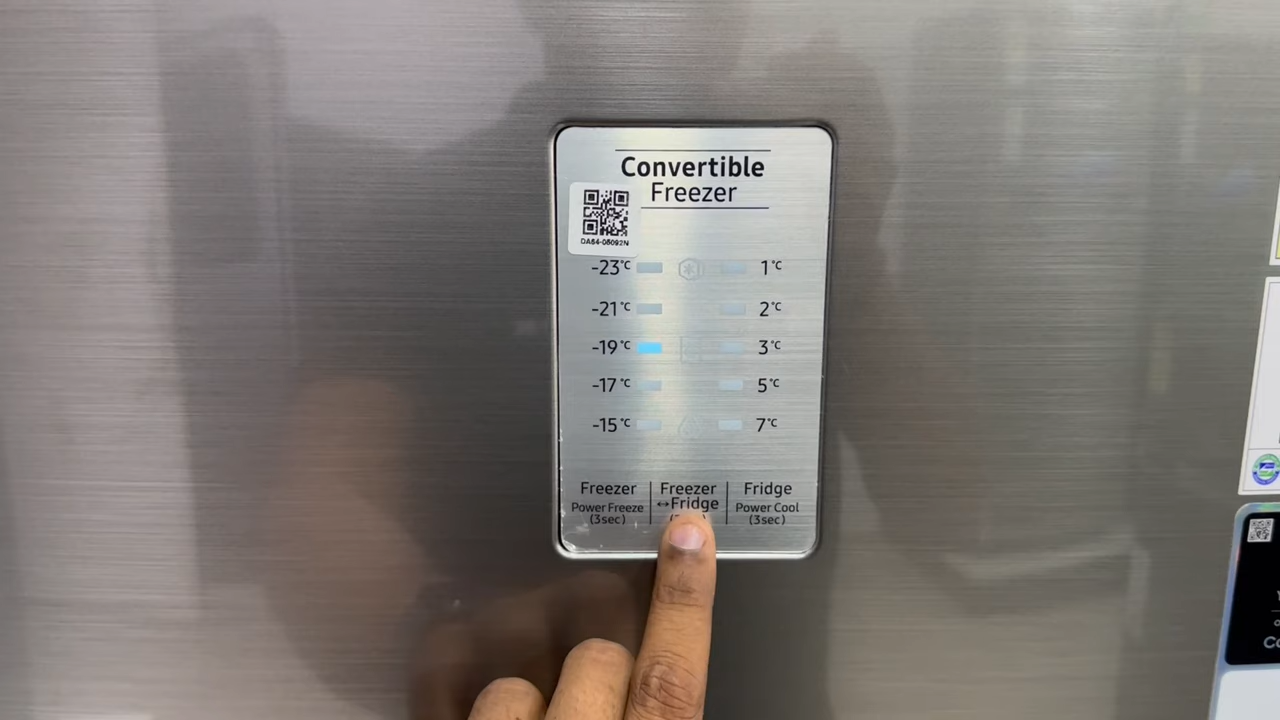 Convertible
Freezer
DA64-05092N
-23°C 1°C
-21°C 2°C
-19°C 3°C
-17°C 5°C
-15°C 7°C
Freezer
Power Freeze
(3sec)
Freezer
↔Fridge
Fridge
Power Cool
(3sec)